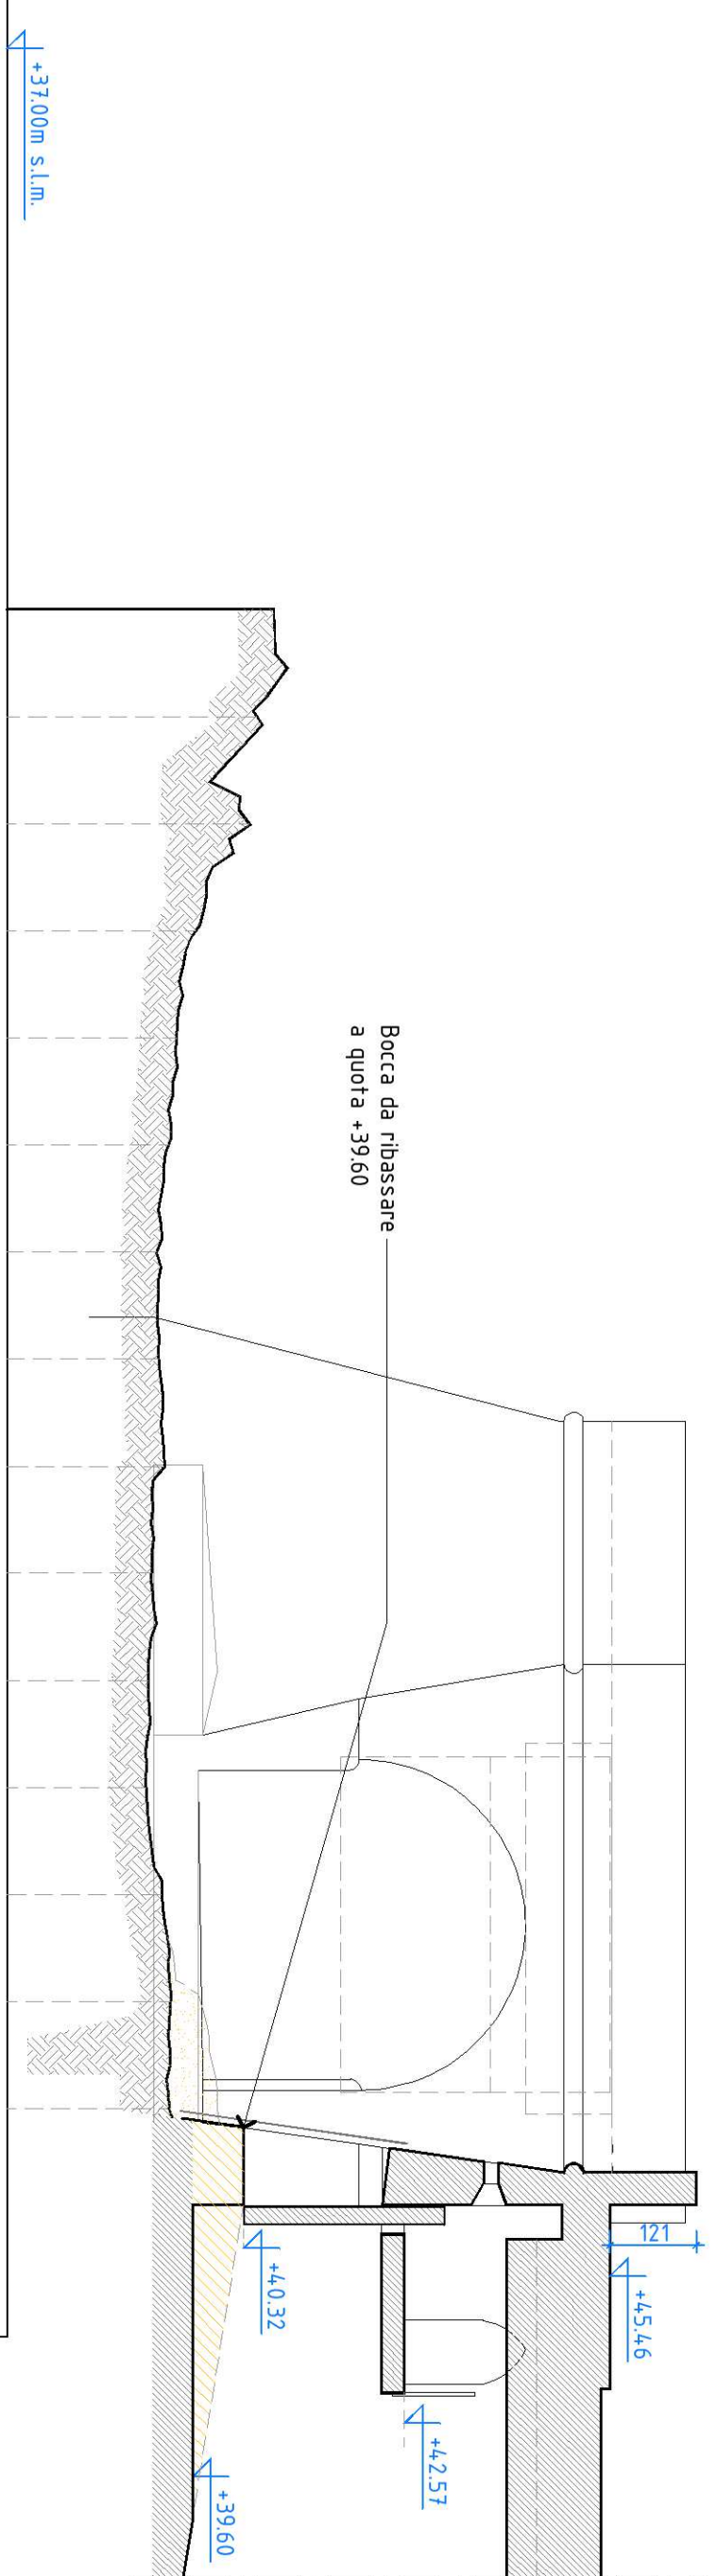 +37.00m s.l.m.
Bocca da ribassare
a quota +39.60
121
+45.46
+40.32
+42.57
+39.60